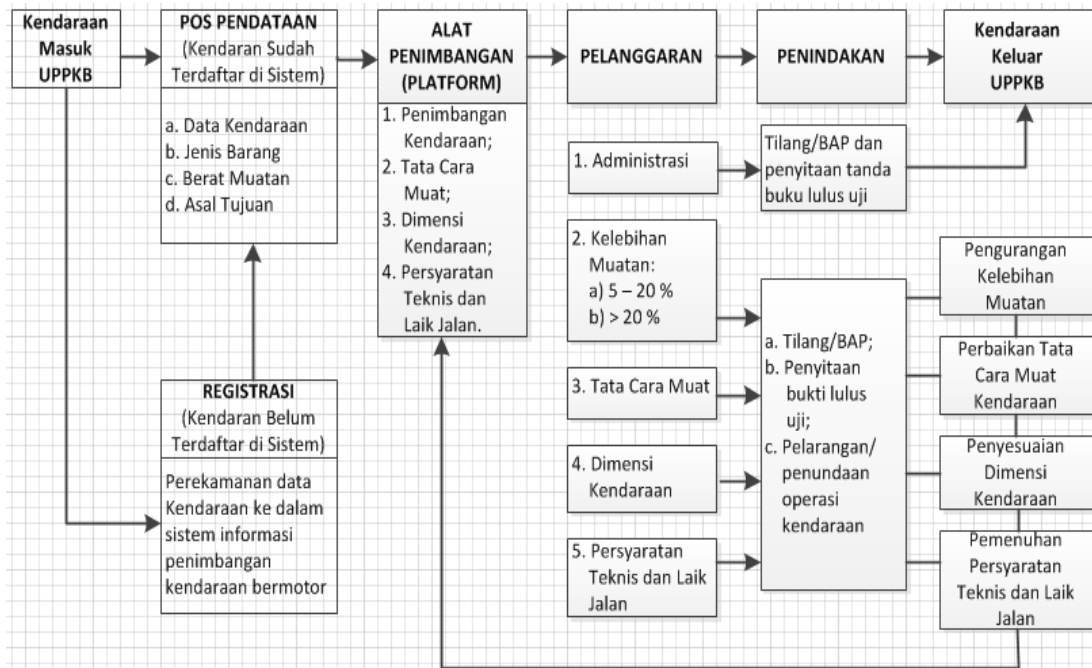 Kendaraan
Masuk
UPPKB
POS PENDATAAN
(Kendaran Sudah
Terdaftar di Sistem)
a. Data Kendaraan
b. Jenis Barang
c. Berat Muatan
d. Asal Tujuan
REGISTRASI
(Kendaran Belum
Terdaftar di Sistem)
Perekamanan data
Kendaraan ke dalam
sistem informasi
penimbangan
kendaraan bermotor
ALAT
PENIMBANGAN
(PLATFORM)
1. Penimbangan
Kendaraan;
2. Tata Cara
Muat;
3. Dimensi
Kendaraan;
4. Persyaratan
Teknis dan
Laik Jalan.
PELANGGARAN
1. Administrasi
2. Kelebihan
Muatan:
a) 5 – 20 %
b) > 20 %
3. Tata Cara Muat
4. Dimensi
Kendaraan
5. Persyaratan
Teknis dan Laik
Jalan
PENINDAKAN
Tilang/BAP dan
penyitaan tanda
buku lulus uji
a. Tilang/BAP;
b. Penyitaan
bukti lulus
uji;
c. Pelarangan/
penundaan
operasi
kendaraan
Kendaraan
Keluar
UPPKB
Pengurangan
Kelebihan
Muatan
Perbaikan Tata
Cara Muat
Kendaraan
Penyesuaian
Dimensi
Kendaraan
Pemenuhan
Persyaratan
Teknis dan Laik
Jalan